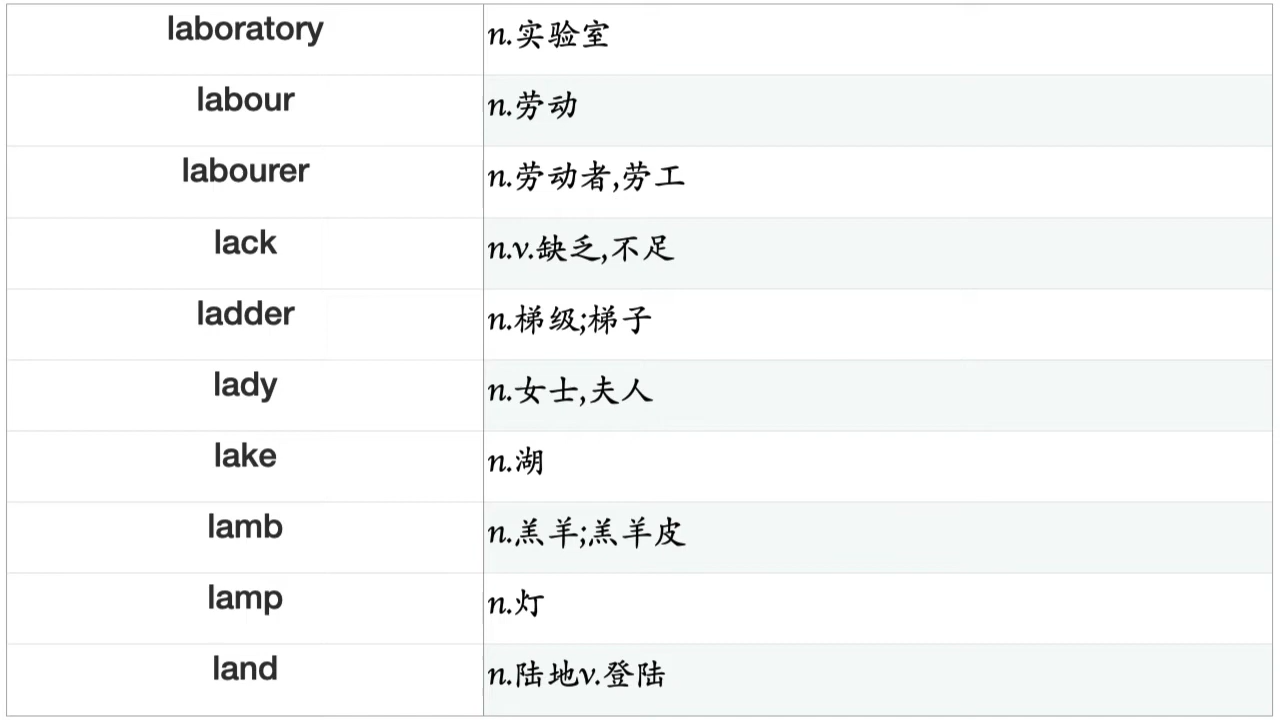 laboratory n.实验室
labour n.劳动
labourer n.劳动者,劳工
lack n.v.缺乏,不足
ladder n.梯级;梯子
lady n.女士,夫人
lake n.湖
lamb n.羔羊;羔羊皮
lamp n.灯
land n.陆地v.登陆